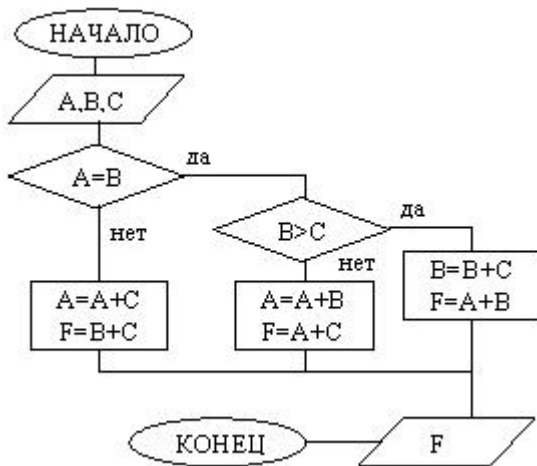 НАЧАЛО
A,B,C
A=B
да
нет
B>C
да
нет
A=A+C
F=B+C
A=A+B
F=A+C
B=B+C
F=A+B
КОНЕЦ
F